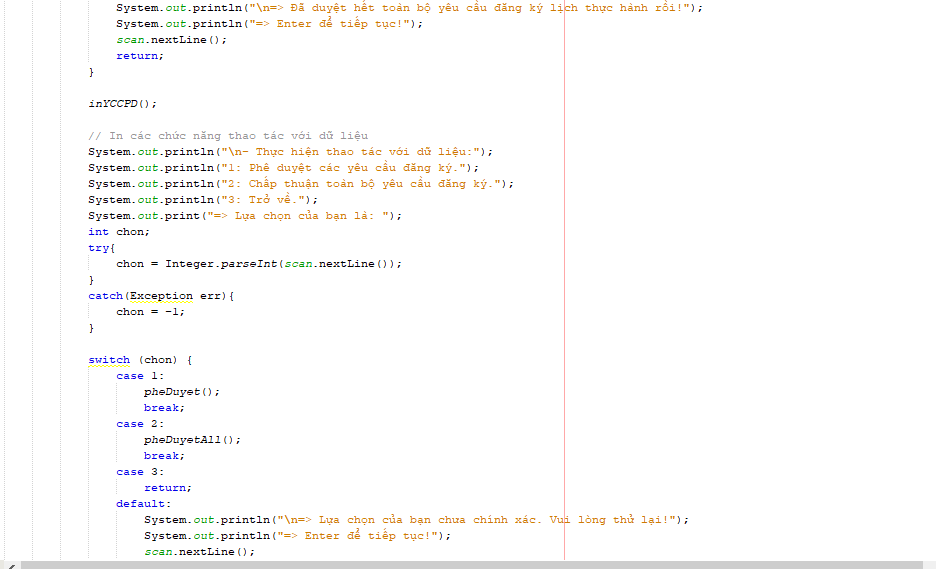 System.out.println("\n=> Đã duyệt hết toàn bộ yêu cầu đăng ký lịch thực hành rồi!");
System.out.println("=> Enter để tiếp tục!");
scan.nextLine();
return;
}
inYCCPD();
// In các chức năng thao tác với dữ liệu
System.out.println("\n- Thực hiện thao tác với dữ liệu:");
System.out.println("1: Phê duyệt các yêu cầu đăng ký.");
System.out.println("2: Chấp thuận toàn bộ yêu cầu đăng ký.");
System.out.println("3: Trở về.");
System.out.print("=> Lựa chọn của bạn là: ");
int chon;
try{
chon = Integer.parseInt(scan.nextLine());
}
catch(Exception err){
chon = -1;
}
switch (chon) {
case 1:
pheDuyet();
break;
case 2:
pheDuyetAll();
break;
case 3:
return;
default:
System.out.println("\n=> Lựa chọn của bạn chưa chính xác. Vui lòng thử lại!");
System.out.println("=> Enter để tiếp tục!");
scan.nextLine();